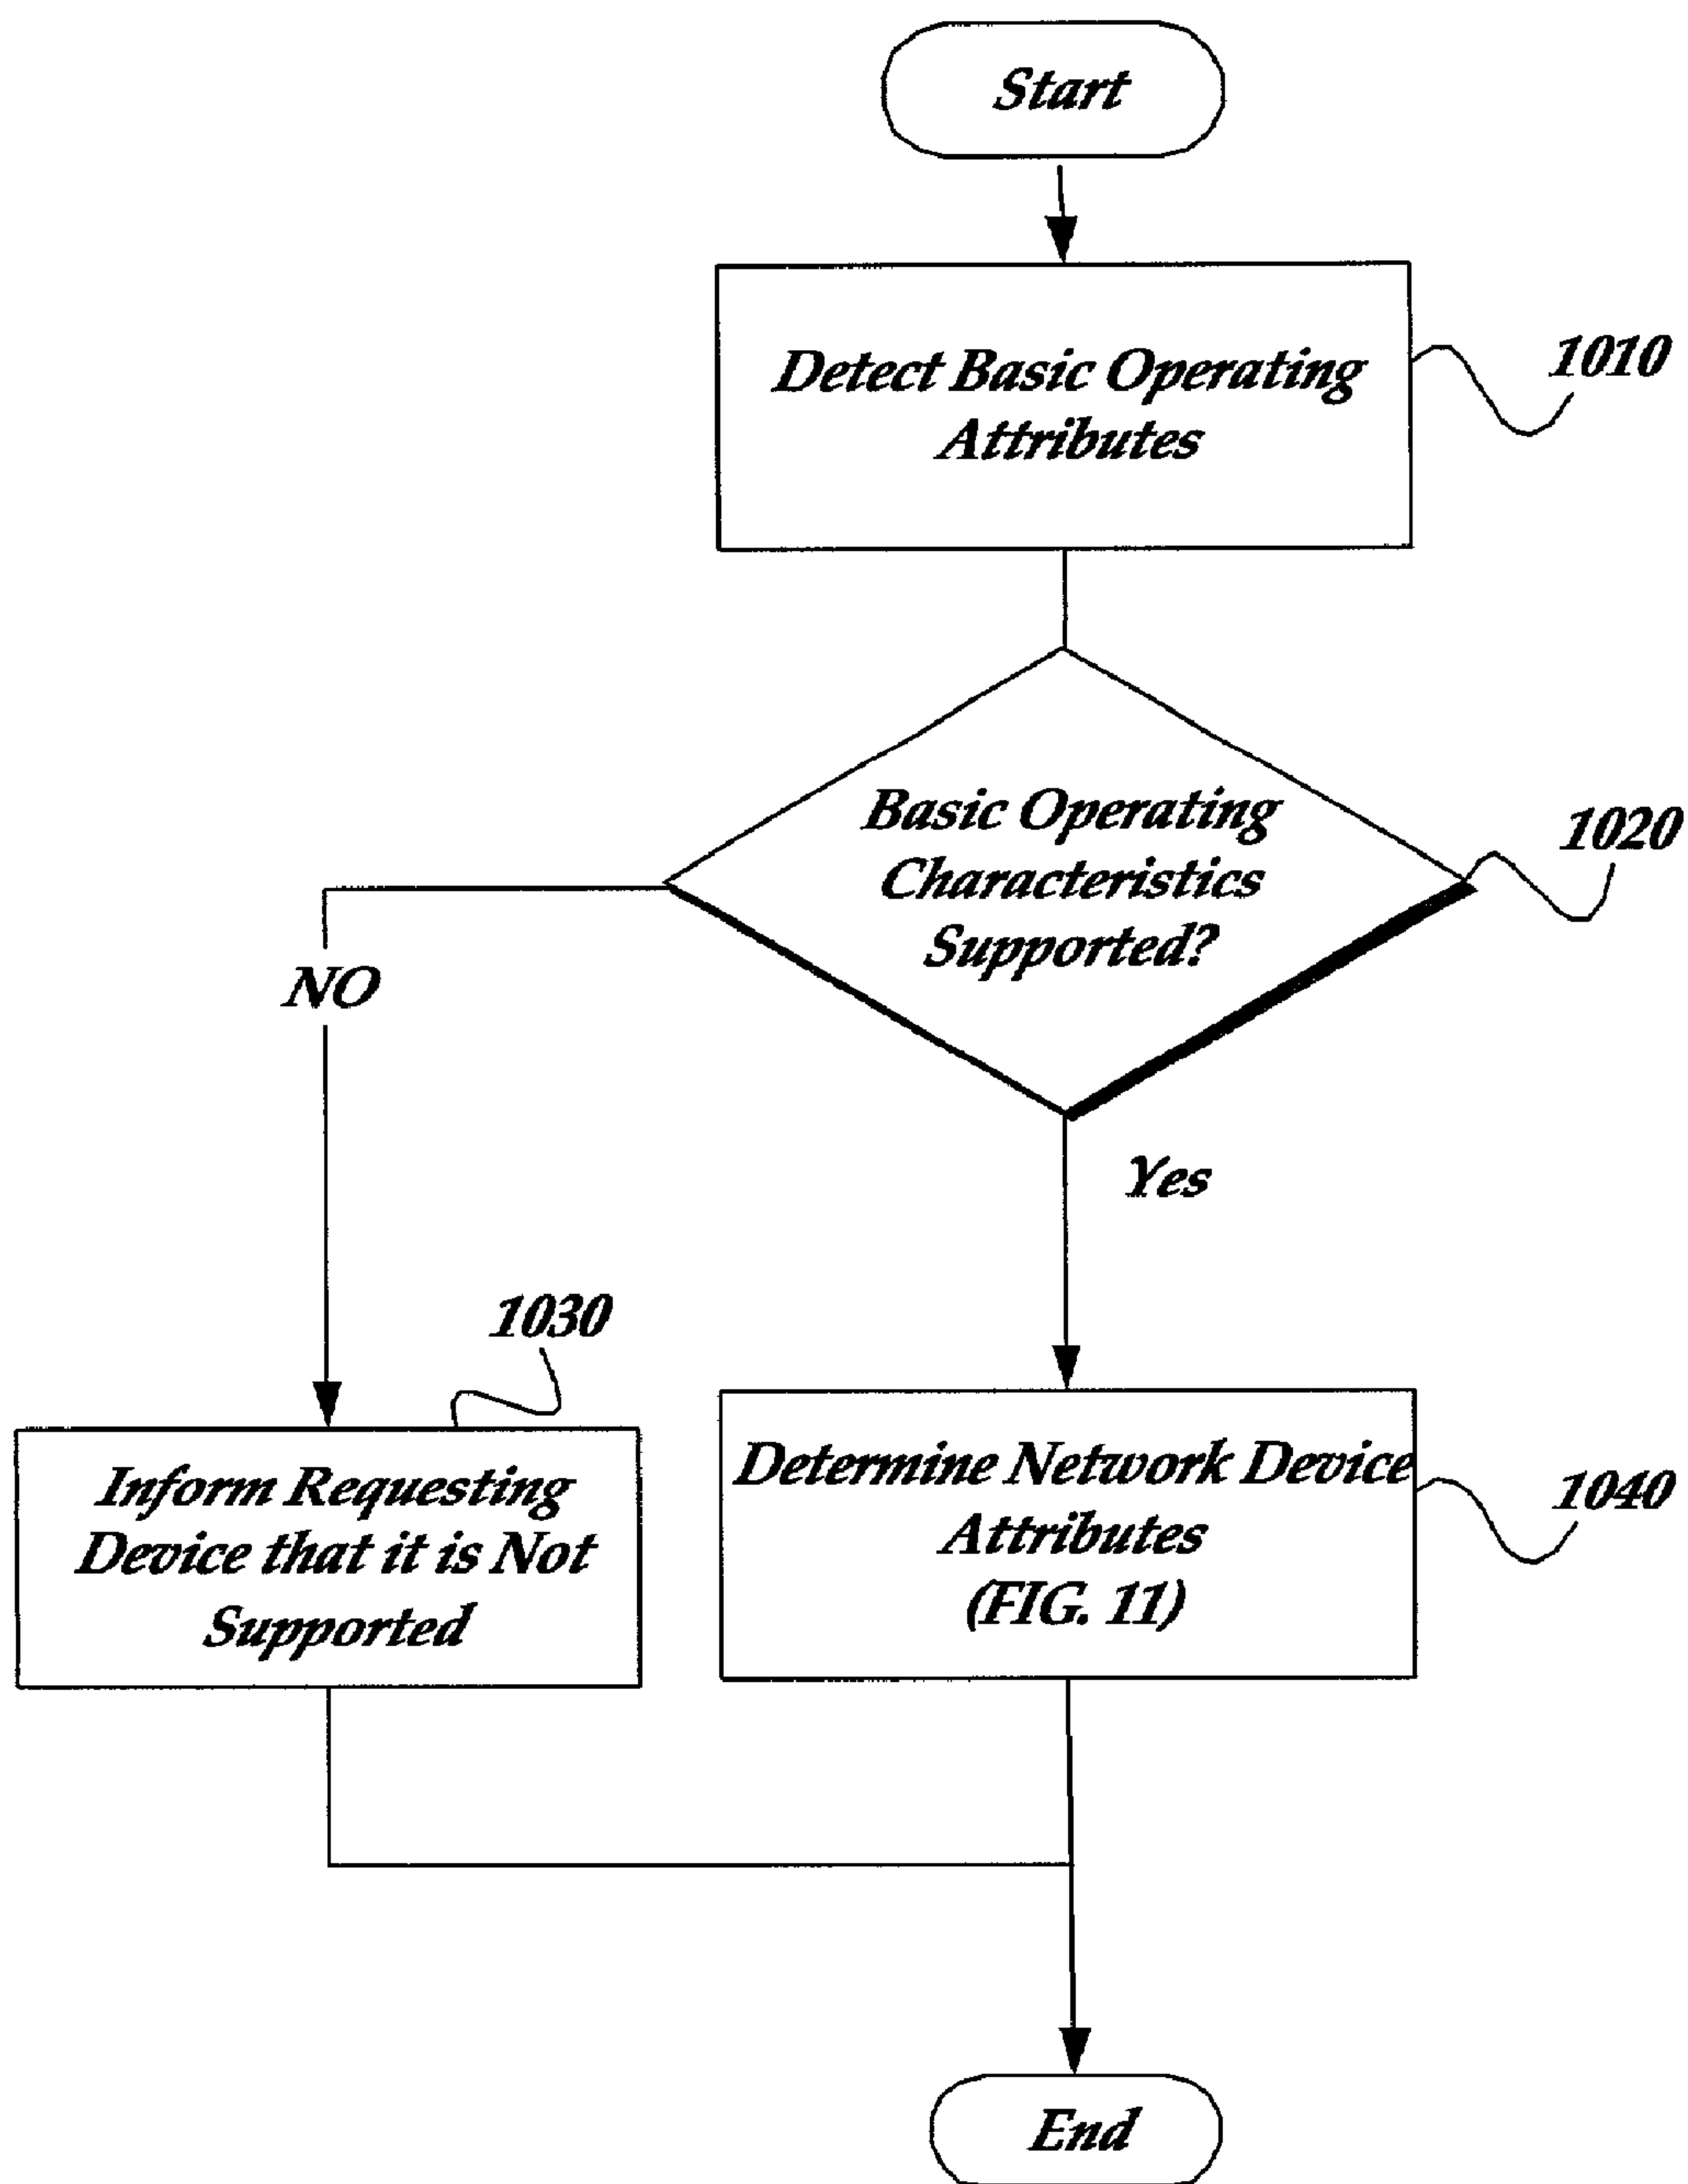 Start
Detect Basic Operating
Attributes
1010
Basic Operating
Characteristics
Supported?
1020
NO
Yes
1030
Inform Requesting
Device that it is Not
Supported
Determine Network Device
Attributes
(FIG. 11)
1040
End